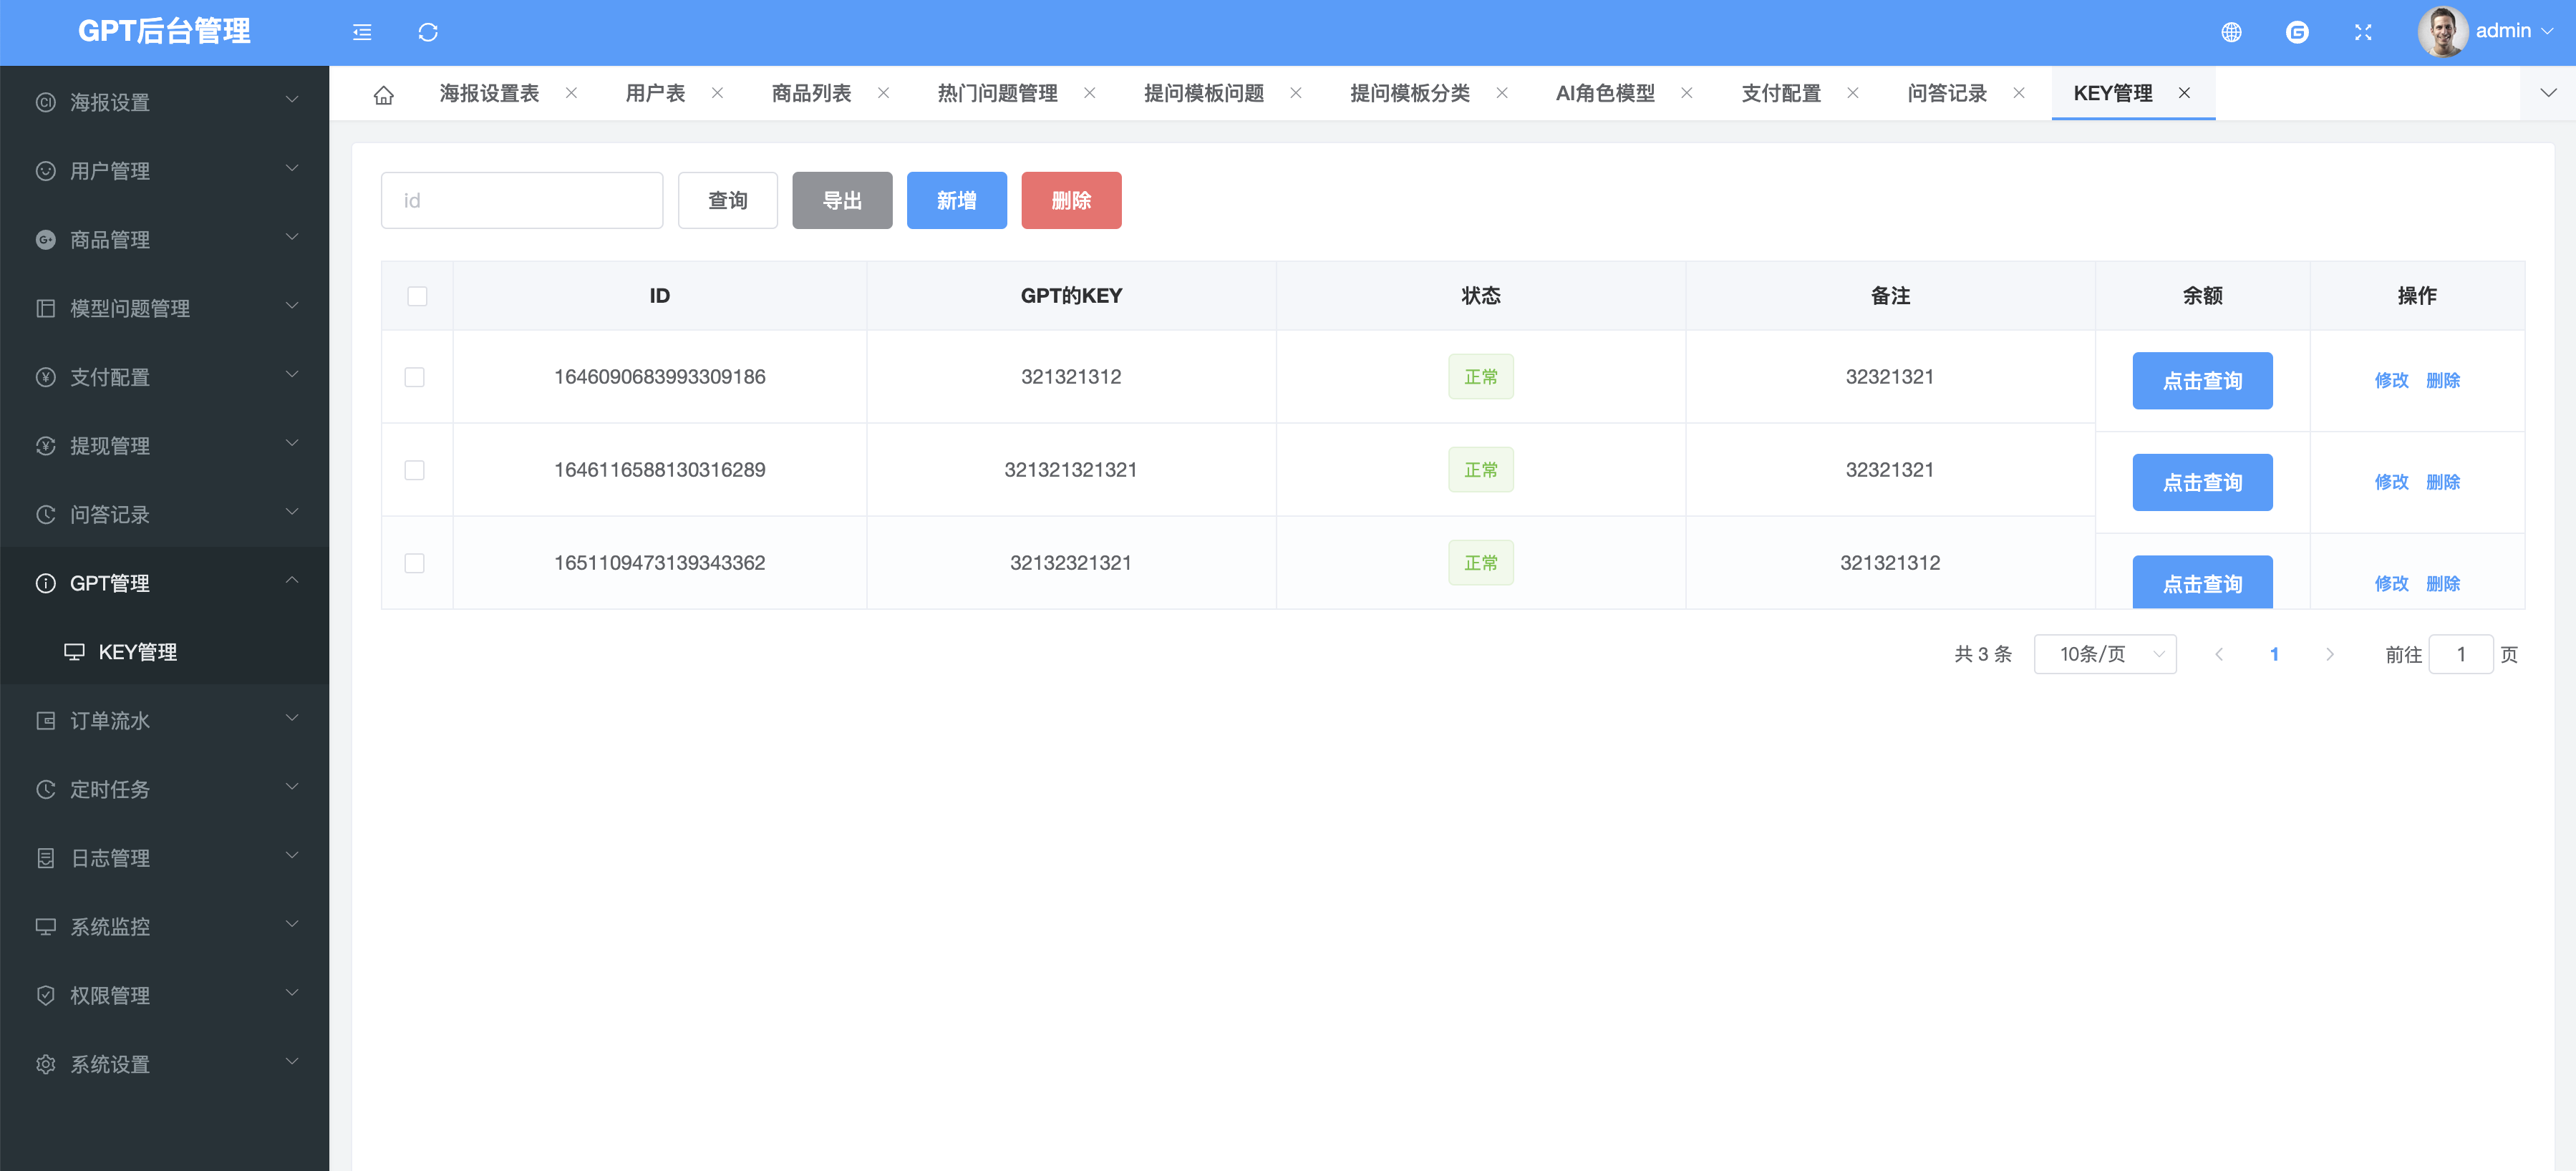 GPT后台管理
admin
海报设置
用户管理
商品管理
模型问题管理
支付配置
提现管理
问答记录
GPT管理
KEY管理
订单流水
定时任务
日志管理
系统监控
权限管理
系统设置
海报设置表 用户表 商品列表 热门问题管理 提问模板问题 提问模板分类 AI角色模型 支付配置 问答记录 KEY管理
id 查询 导出 新增 删除
ID GPT的KEY 状态 备注 余额 操作
1646090683993309186 321321312 正常 32321321 点击查询 修改 删除
1646116588130316289 321321321321 正常 32321321 点击查询 修改 删除
1651109473139343362 32132321321 正常 321321312 点击查询 修改 删除
共 3 条 10条/页 1 前往 1 页